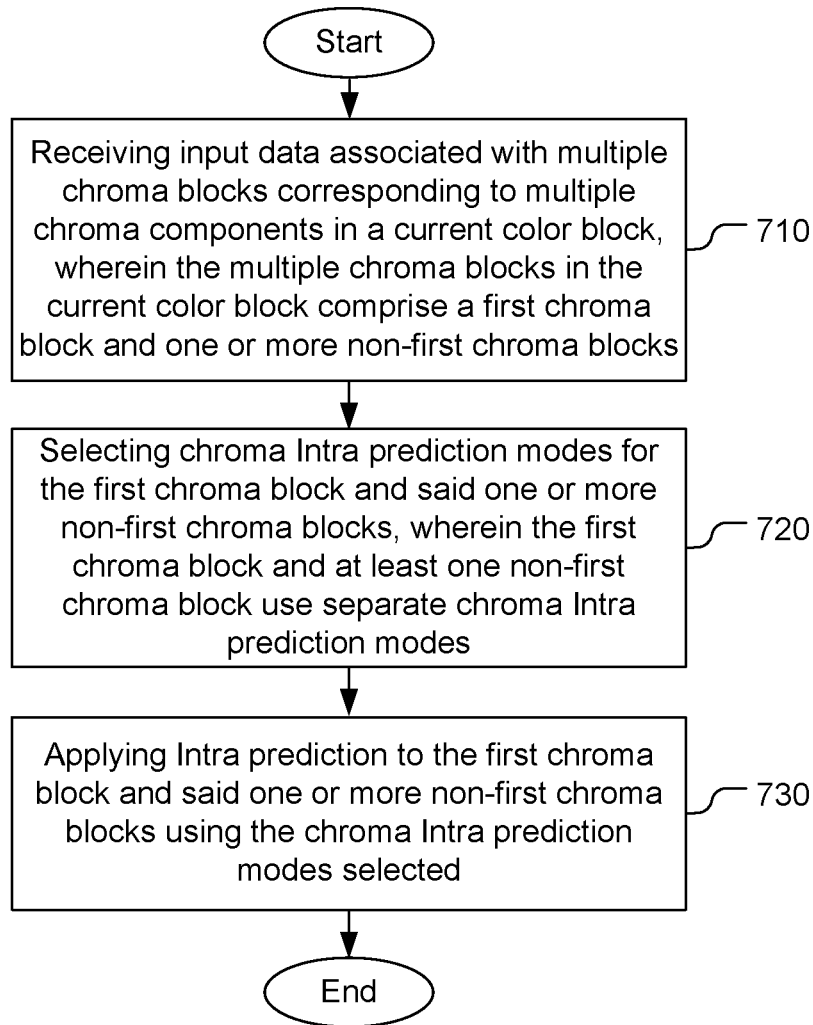 Start
Receiving input data associated with multiple
chroma blocks corresponding to multiple
chroma components in a current color block,
wherein the multiple chroma blocks in the
current color block comprise a first chroma
block and one or more non-first chroma blocks
710
Selecting chroma Intra prediction modes for
the first chroma block and said one or more
non-first chroma blocks, wherein the first
chroma block and at least one non-first
chroma block use separate chroma Intra
prediction modes
720
Applying Intra prediction to the first chroma
block and said one or more non-first chroma
blocks using the chroma Intra prediction
modes selected
730
End